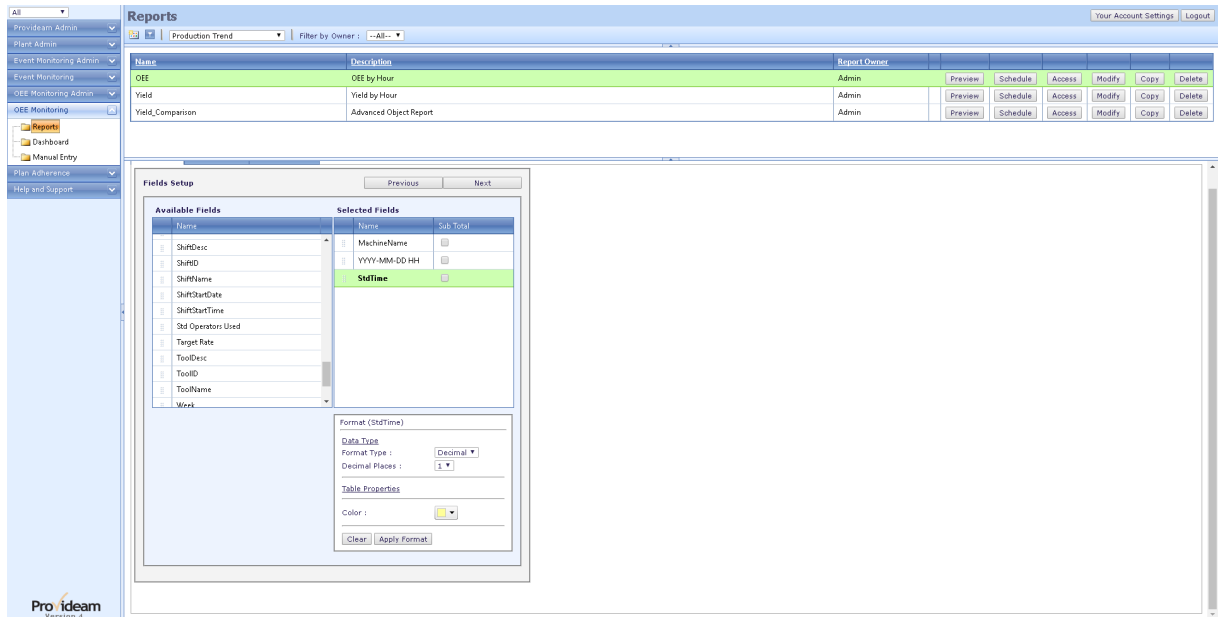 All
Reports
Your Account Settings Logout
Provideam Admin
Production Trend Filter by Owner : --All--
Plant Admin
Event Monitoring Admin
Event Monitoring
OEE Monitoring Admin
OEE Monitoring
Reports
Dashboard
Manual Entry
Plan Adherence
Help and Support
Name Description Report Owner
OEE OEE by Hour Admin Preview Schedule Access Modify Copy Delete
Yield Yield by Hour Admin Preview Schedule Access Modify Copy Delete
Yield_Comparison Advanced Object Report Admin Preview Schedule Access Modify Copy Delete
Fields Setup Previous Next
Available Fields
Name
ShiftDesc
ShiftID
ShiftName
ShiftStartDate
ShiftStartTime
Std Operators Used
Target Rate
ToolDesc
ToolID
ToolName
Week
Selected Fields
Name Sub Total
MachineName
YYYY-MM-DD HH
StdTime
Format (StdTime)
Data Type
Format Type : Decimal
Decimal Places : 1
Table Properties
Color :
Clear Apply Format
Provideam
Version 4